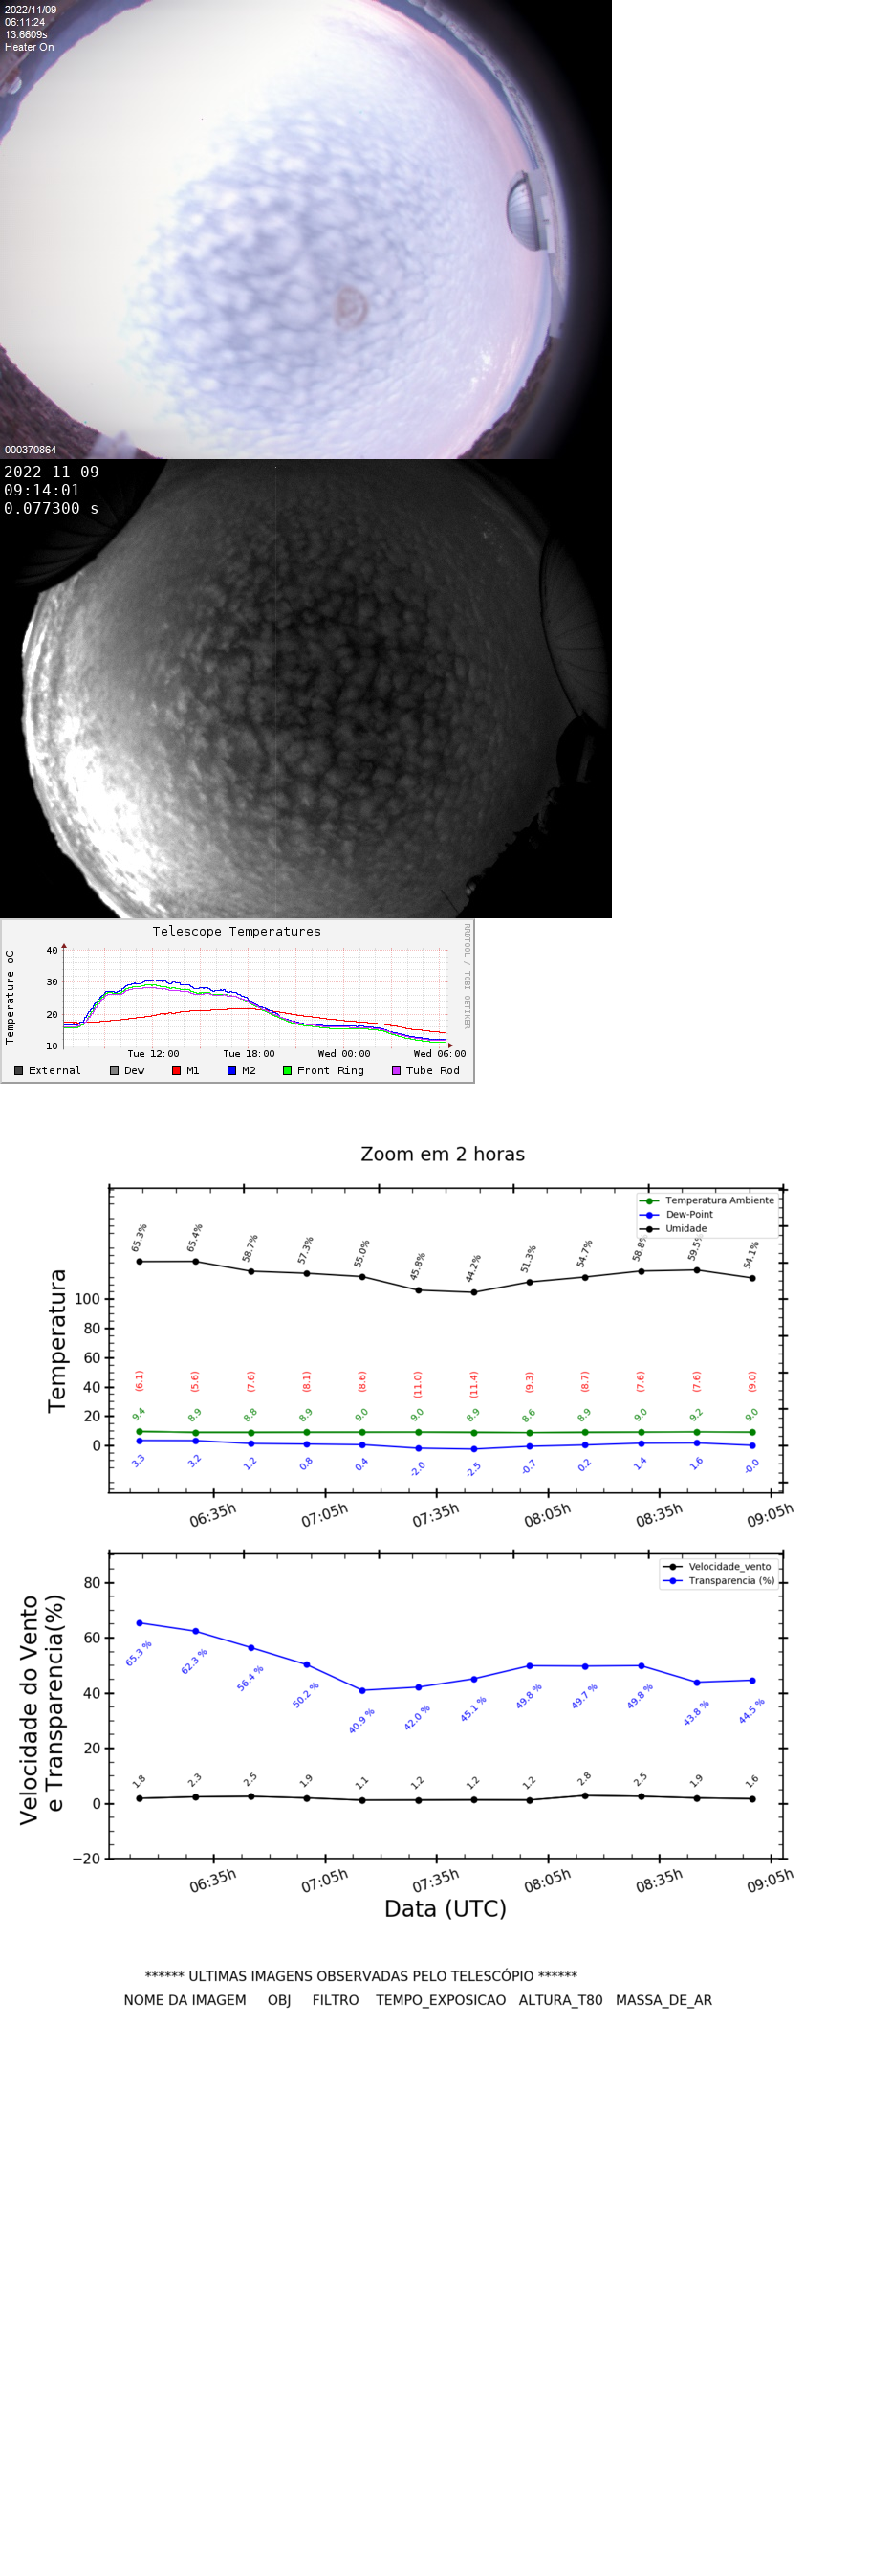 2022/11/09
06:11:24
13.6609s
Heater On
000370864
2022-11-09
09:14:01
0.077300 s
Telescope Temperatures
RRDTOOL / TOBI OETIKER
Temperature oC
40
30
20
10
Tue 12:00 Tue 18:00 Wed 00:00 Wed 06:00
External Dew M1 M2 Front Ring Tube Rod
Zoom em 2 horas
Temperatura Ambiente
Dew-Point
Umidade
65.3% 65.4% 58.7% 57.3% 55.0% 45.8% 44.2% 51.3% 54.7% 58.8% 59.5% 54.1%
Temperatura
100
80
60
40
20
0
(6.1) (5.6) (7.6) (8.1) (8.6) (11.0) (11.4) (9.3) (8.7) (7.6) (7.6) (9.0)
9.4 8.9 8.8 8.9 9.0 9.0 8.9 8.6 8.9 9.0 9.2 9.0
3.3 3.2 1.2 0.8 0.4 -2.0 -2.5 -0.7 0.2 1.4 1.6 -0.0
06:35h 07:05h 07:35h 08:05h 08:35h 09:05h
Velocidade_vento
Transparencia (%)
Velocidade do Vento
e Transparencia(%)
80
60
40
20
0
−20
65.3 % 62.3 % 56.4 % 50.2 % 40.9 % 42.0 % 45.1 % 49.8 % 49.7 % 49.8 % 43.8 % 44.5 %
1.8 2.3 2.5 1.9 1.1 1.2 1.2 1.2 2.8 2.5 1.9 1.6
06:35h 07:05h 07:35h 08:05h 08:35h 09:05h
Data (UTC)
****** ULTIMAS IMAGENS OBSERVADAS PELO TELESCÓPIO ******
NOME DA IMAGEM OBJ FILTRO TEMPO_EXPOSICAO ALTURA_T80 MASSA_DE_AR